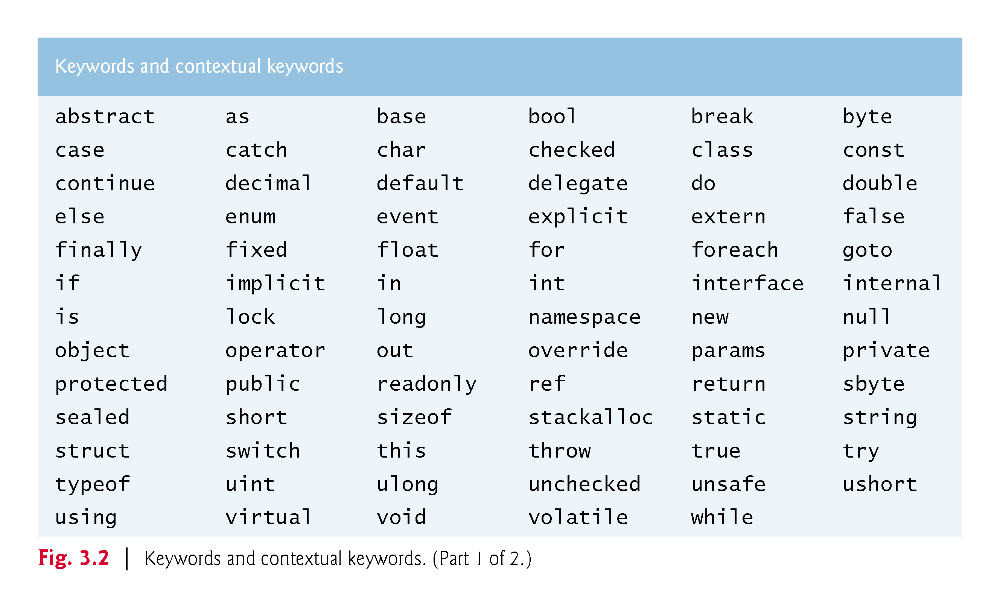 Keywords and contextual keywords
abstract as base bool break byte
case catch char checked class const
continue decimal default delegate do double
else enum event explicit extern false
finally fixed float for foreach goto
if implicit in int interface internal
is lock long namespace new null
object operator out override params private
protected public readonly ref return sbyte
sealed short sizeof stackalloc static string
struct switch this throw true try
typeof uint ulong unchecked unsafe ushort
using virtual void volatile while
Fig. 3.2 | Keywords and contextual keywords. (Part 1 of 2.)